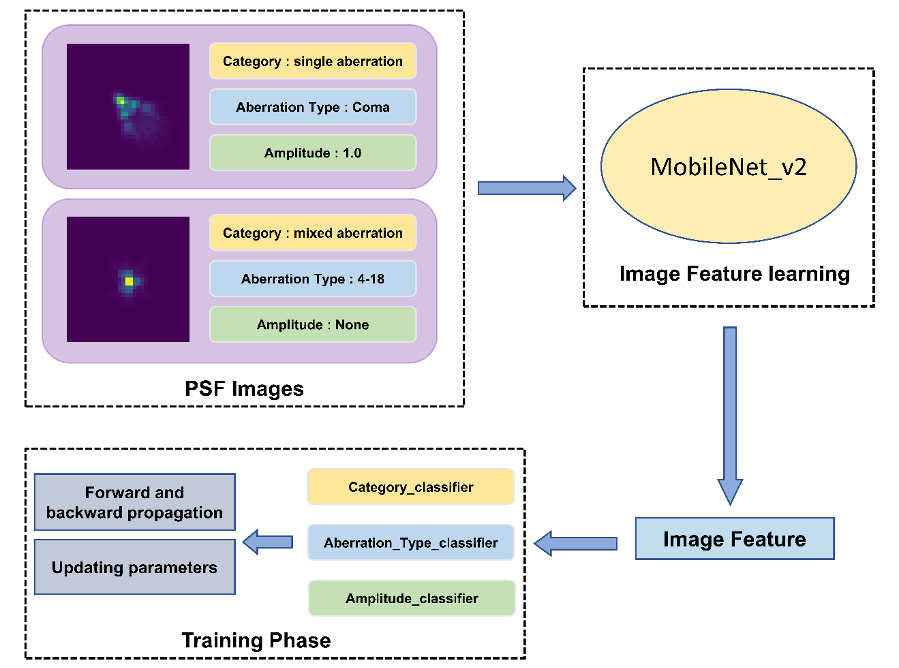 Category : single aberration
Aberration Type : Coma
Amplitude : 1.0
Category : mixed aberration
Aberration Type : 4-18
Amplitude : None
PSF Images
MobileNet_v2
Image Feature learning
Image Feature
Category_classifier
Aberration_Type_classifier
Amplitude_classifier
Forward and
backward propagation
Updating parameters
Training Phase